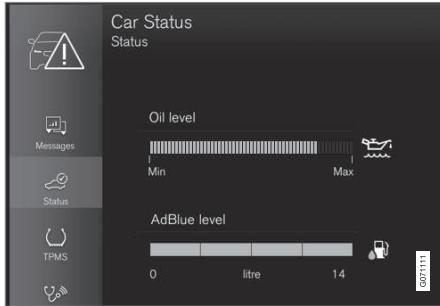 Car Status
Status
Messages
Status
TPMS
Oil level
Min Max
AdBlue level
0 litre 14
G071111